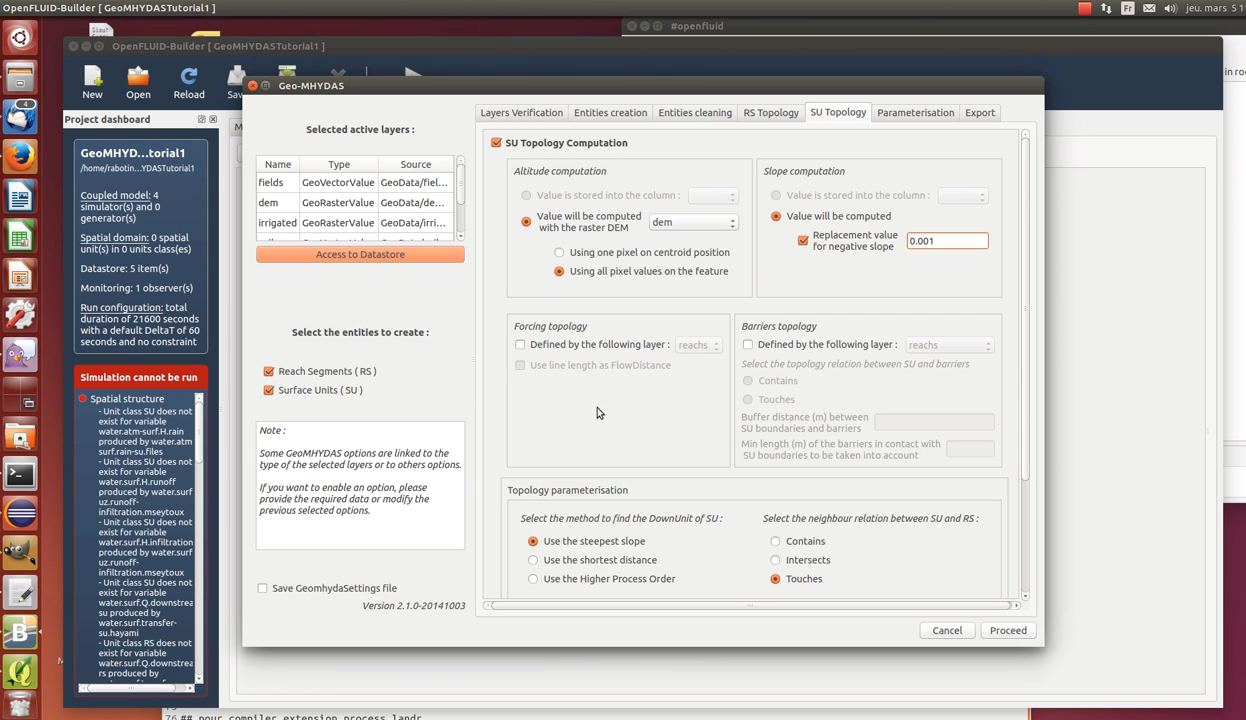 OpenFLUID-Builder [ GeoMHYDASTutorial1 ]
Fr
jeu. mars 5 1
#openfluid
OpenFLUID-Builder [ GeoMHYDASTutorial1 ]
New
Open
Reload
Geo-MHYDAS
Project dashboard
GeoMHYD...torial1
/home/rabotin...YDASTutorial1
Coupled model: 4
simulator(s) and 0
generator(s)
Spatial domain: 0 spatial
unit(s) in 0 units class(es)
Datastore: 5 item(s)
Monitoring: 1 observer(s)
Run configuration: total
duration of 21600 seconds
with a default DeltaT of 60
seconds and no constraint
Simulation cannot be run
Spatial structure
- Unit class SU does not
exist for variable
water.atm-surf.H.rain
produced by water.atm
surf.rain-su.files
- Unit class SU does not
exist for variable
water.surf.H.runoff
produced by water.surf
uz.runoff-
infiltration.mseytoux
- Unit class SU does not
exist for variable
water.surf.H.infiltration
produced by water.surf
uz.runoff-
infiltration.mseytoux
- Unit class SU does not
exist for variable
water.surf.Q.downstrea
su produced by
water.surf.transfer-
su.hayami
- Unit class RS does not
exist for variable
water.surf.Q.downstrea
rs produced by
Selected active layers :
Name Type Source
fields GeoVectorValue GeoData/fiel...
dem GeoRasterValue GeoData/de...
irrigated GeoRasterValue GeoData/irri...
Access to Datastore
Select the entities to create :
Reach Segments ( RS )
Surface Units ( SU )
Note :
Some GeoMHYDAS options are linked to the
type of the selected layers or to others options.
If you want to enable an option, please
provide the required data or modify the
previous selected options.
Save GeomhydaSettings file
Version 2.1.0-20141003
Layers Verification
Entities creation
Entities cleaning
RS Topology
SU Topology
Parameterisation
Export
SU Topology Computation
Altitude computation
Value is stored into the column :
Value will be computed
with the raster DEM
dem
Using one pixel on centroid position
Using all pixel values on the feature
Slope computation
Value is stored into the column :
Value will be computed
Replacement value
for negative slope
0.001
Forcing topology
Defined by the following layer :
reachs
Use line length as FlowDistance
Barriers topology
Defined by the following layer :
reachs
Select the topology relation between SU and barriers
Contains
Touches
Buffer distance (m) between
SU boundaries and barriers
Min length (m) of the barriers in contact with
SU boundaries to be taken into account
Topology parameterisation
Select the method to find the DownUnit of SU :
Use the steepest slope
Use the shortest distance
Use the Higher Process Order
Select the neighbour relation between SU and RS :
Contains
Intersects
Touches
Cancel
Proceed